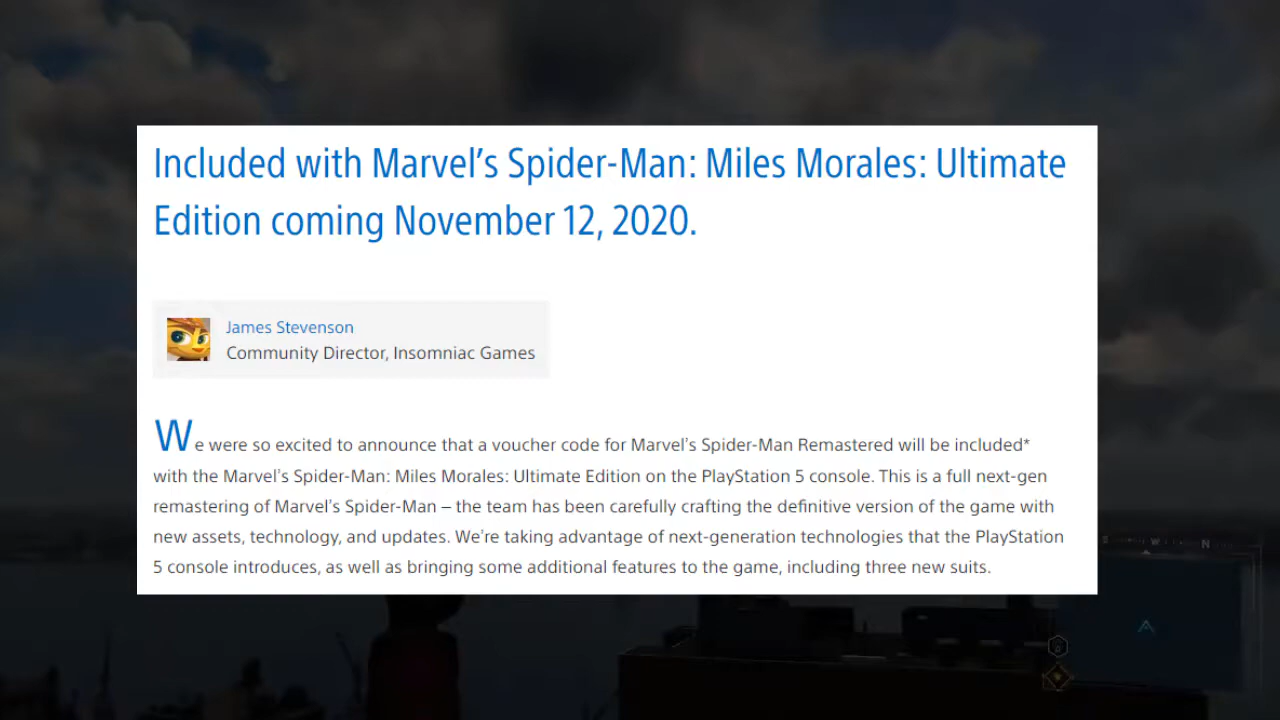 Included with Marvel’s Spider-Man: Miles Morales: Ultimate
Edition coming November 12, 2020.
James Stevenson
Community Director, Insomniac Games
We were so excited to announce that a voucher code for Marvel’s Spider-Man Remastered will be included*
with the Marvel’s Spider-Man: Miles Morales: Ultimate Edition on the PlayStation 5 console. This is a full next-gen
remastering of Marvel’s Spider-Man – the team has been carefully crafting the definitive version of the game with
new assets, technology, and updates. We’re taking advantage of next-generation technologies that the PlayStation
5 console introduces, as well as bringing some additional features to the game, including three new suits.
S W N